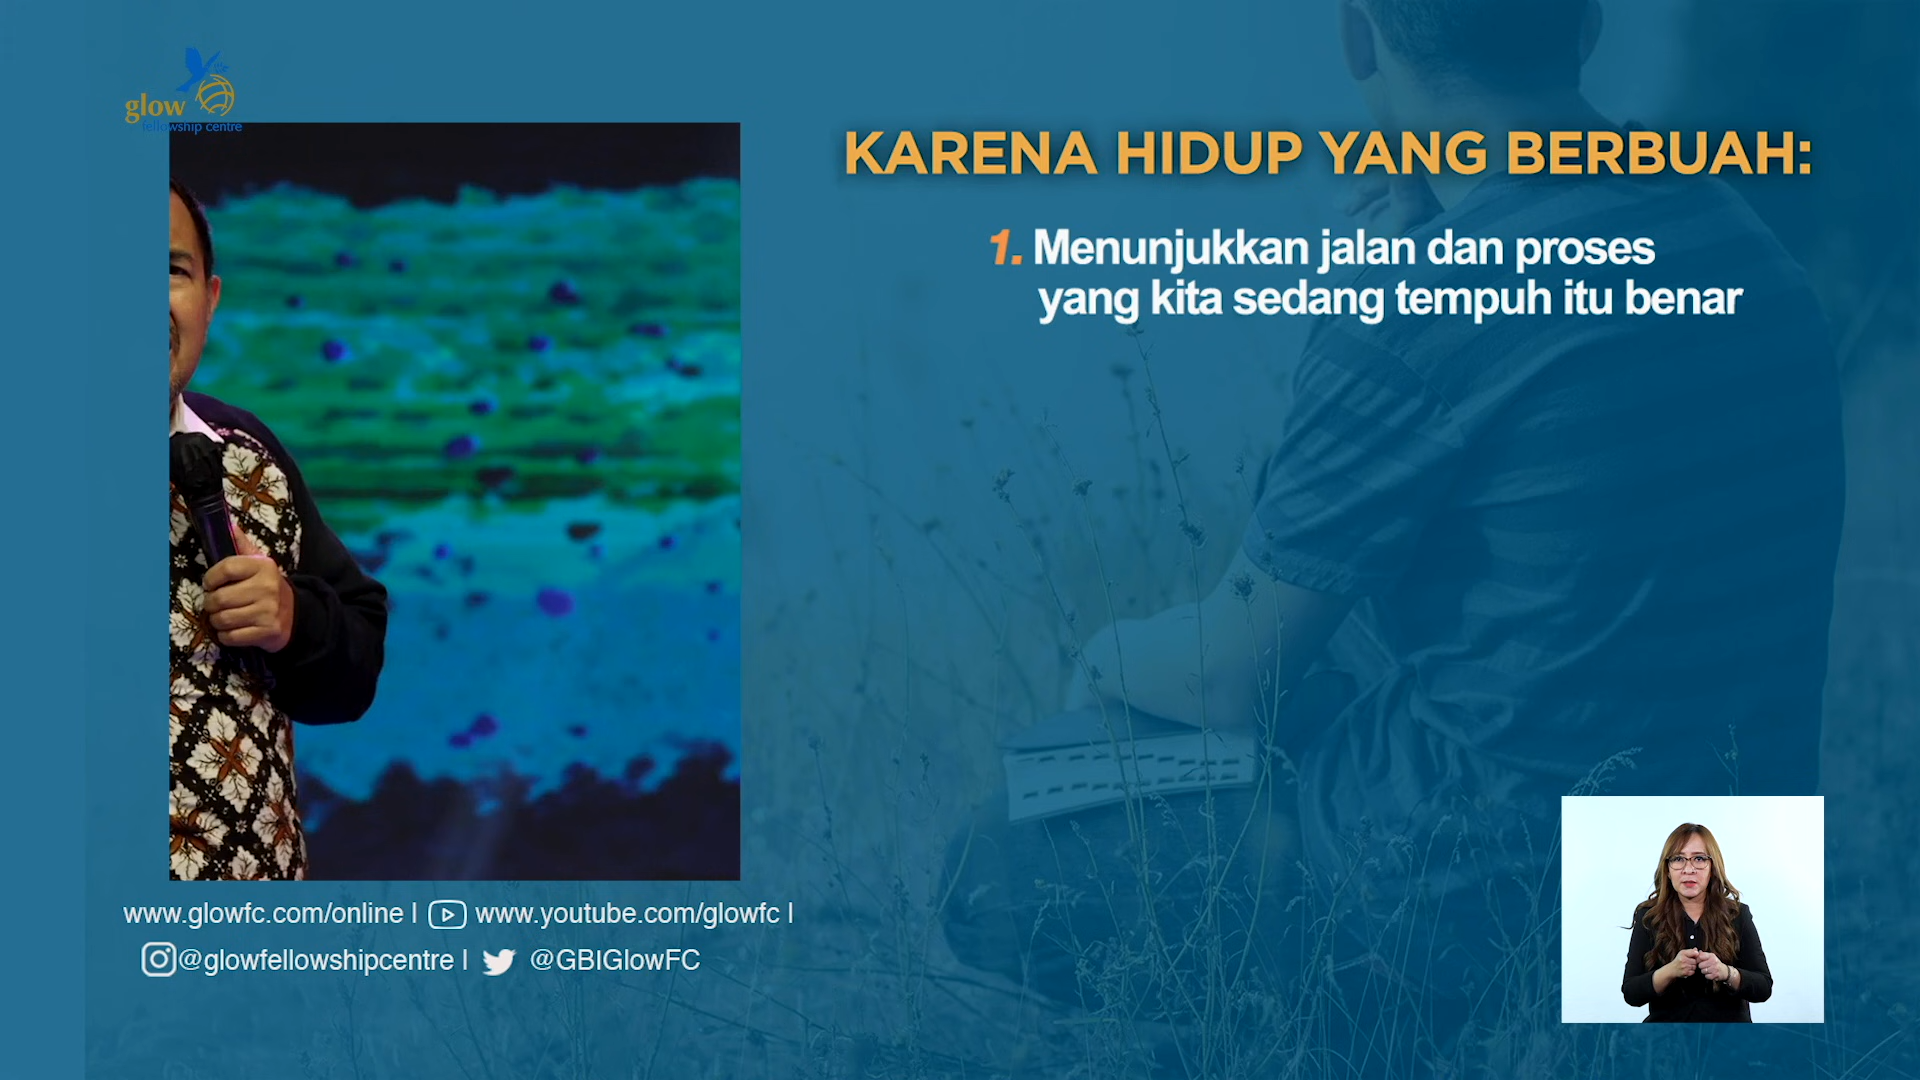 glow
fellowship centre
KARENA HIDUP YANG BERBUAH:
1. Menunjukkan jalan dan proses
yang kita sedang tempuh itu benar
www.glowfc.com/online | www.youtube.com/glowfc |
@glowfellowshipcentre | @GBIGlowFC